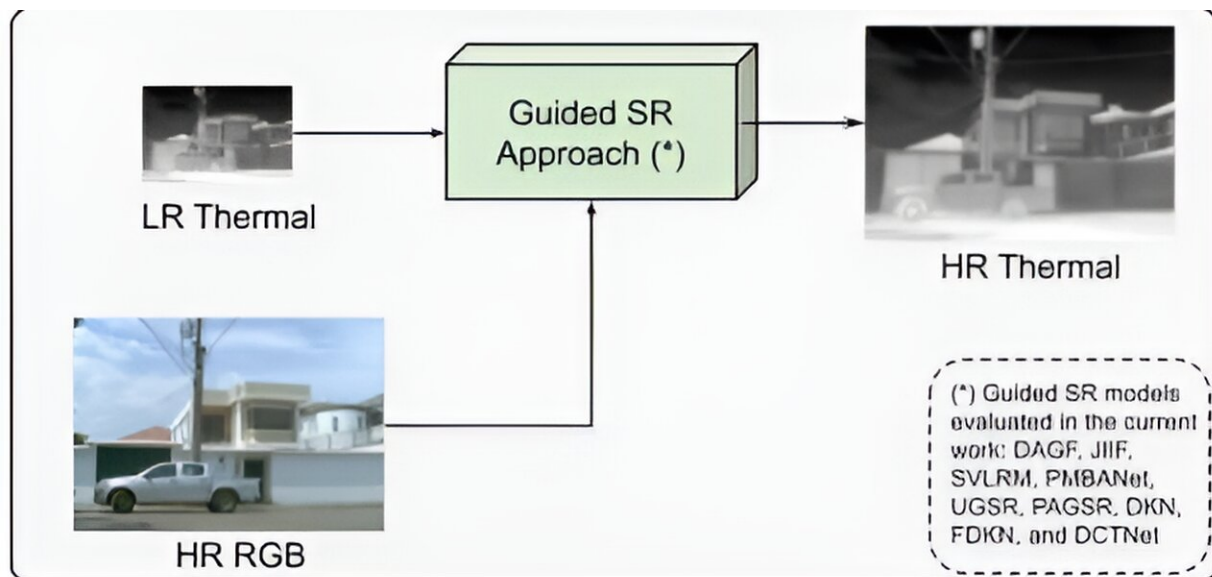 Guided SR
Approach (*)
LR Thermal
HR Thermal
HR RGB
(*) Guided SR models
evaluated in the current
work: DAGF, JIIF,
SVLRM, PMBANet,
UGSR, PAGSR, DKN,
FDKN, and DCTNet